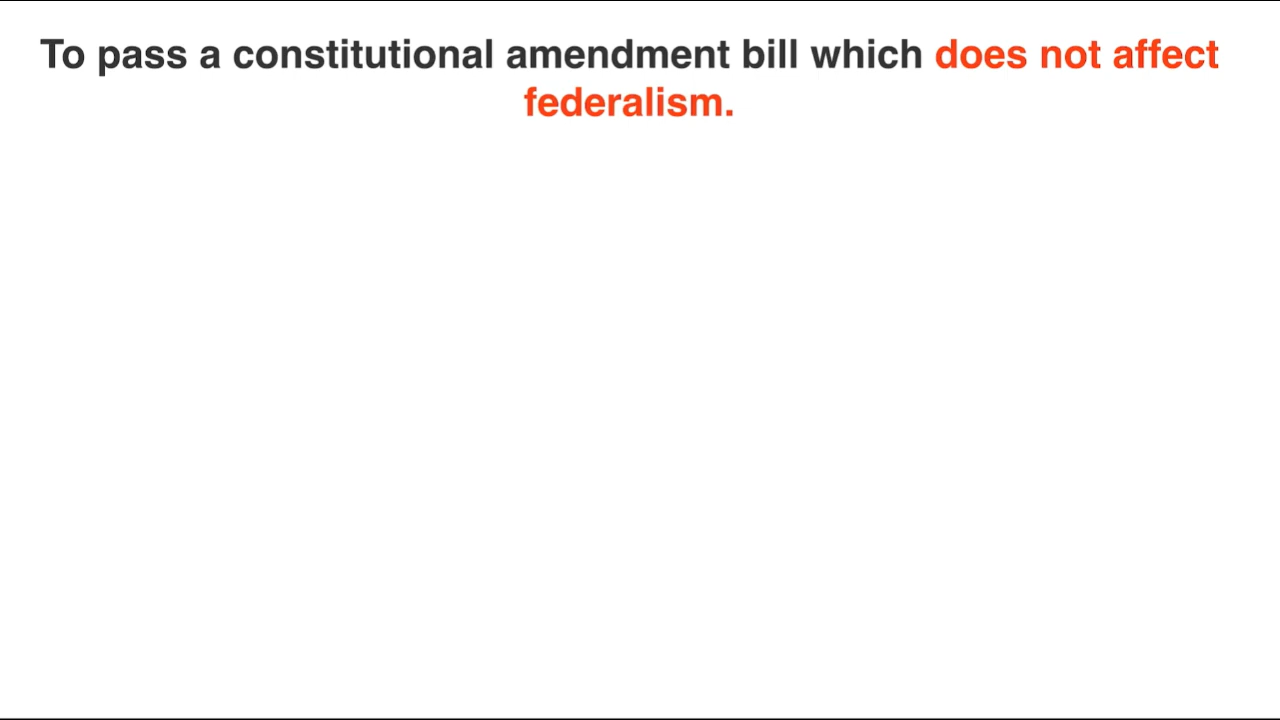 To pass a constitutional amendment bill which does not affect
federalism.